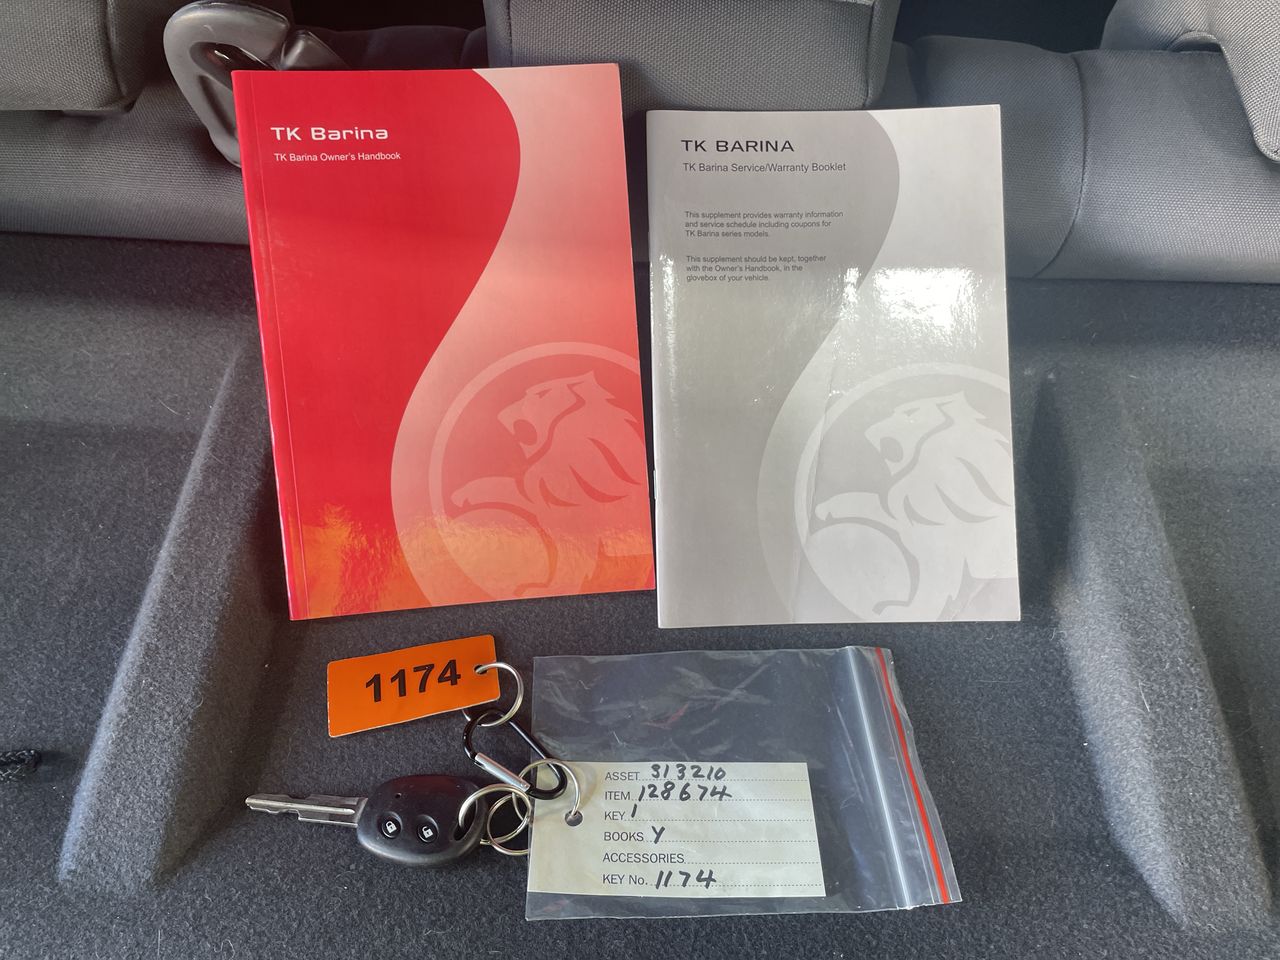 TK Barina
TK Barina Owner's Handbook
TK BARINA
TK Barina Service/Warranty Booklet
This supplement provides warranty information
and service schedule including coupons for
TK Barina series models.
This supplement should be kept, together
with the Owner's Handbook, in the
glovebox of your vehicle.
1174
ASSET 313210
ITEM 128674
KEY 1
BOOKS Y
ACCESSORIES
KEY No. 1174